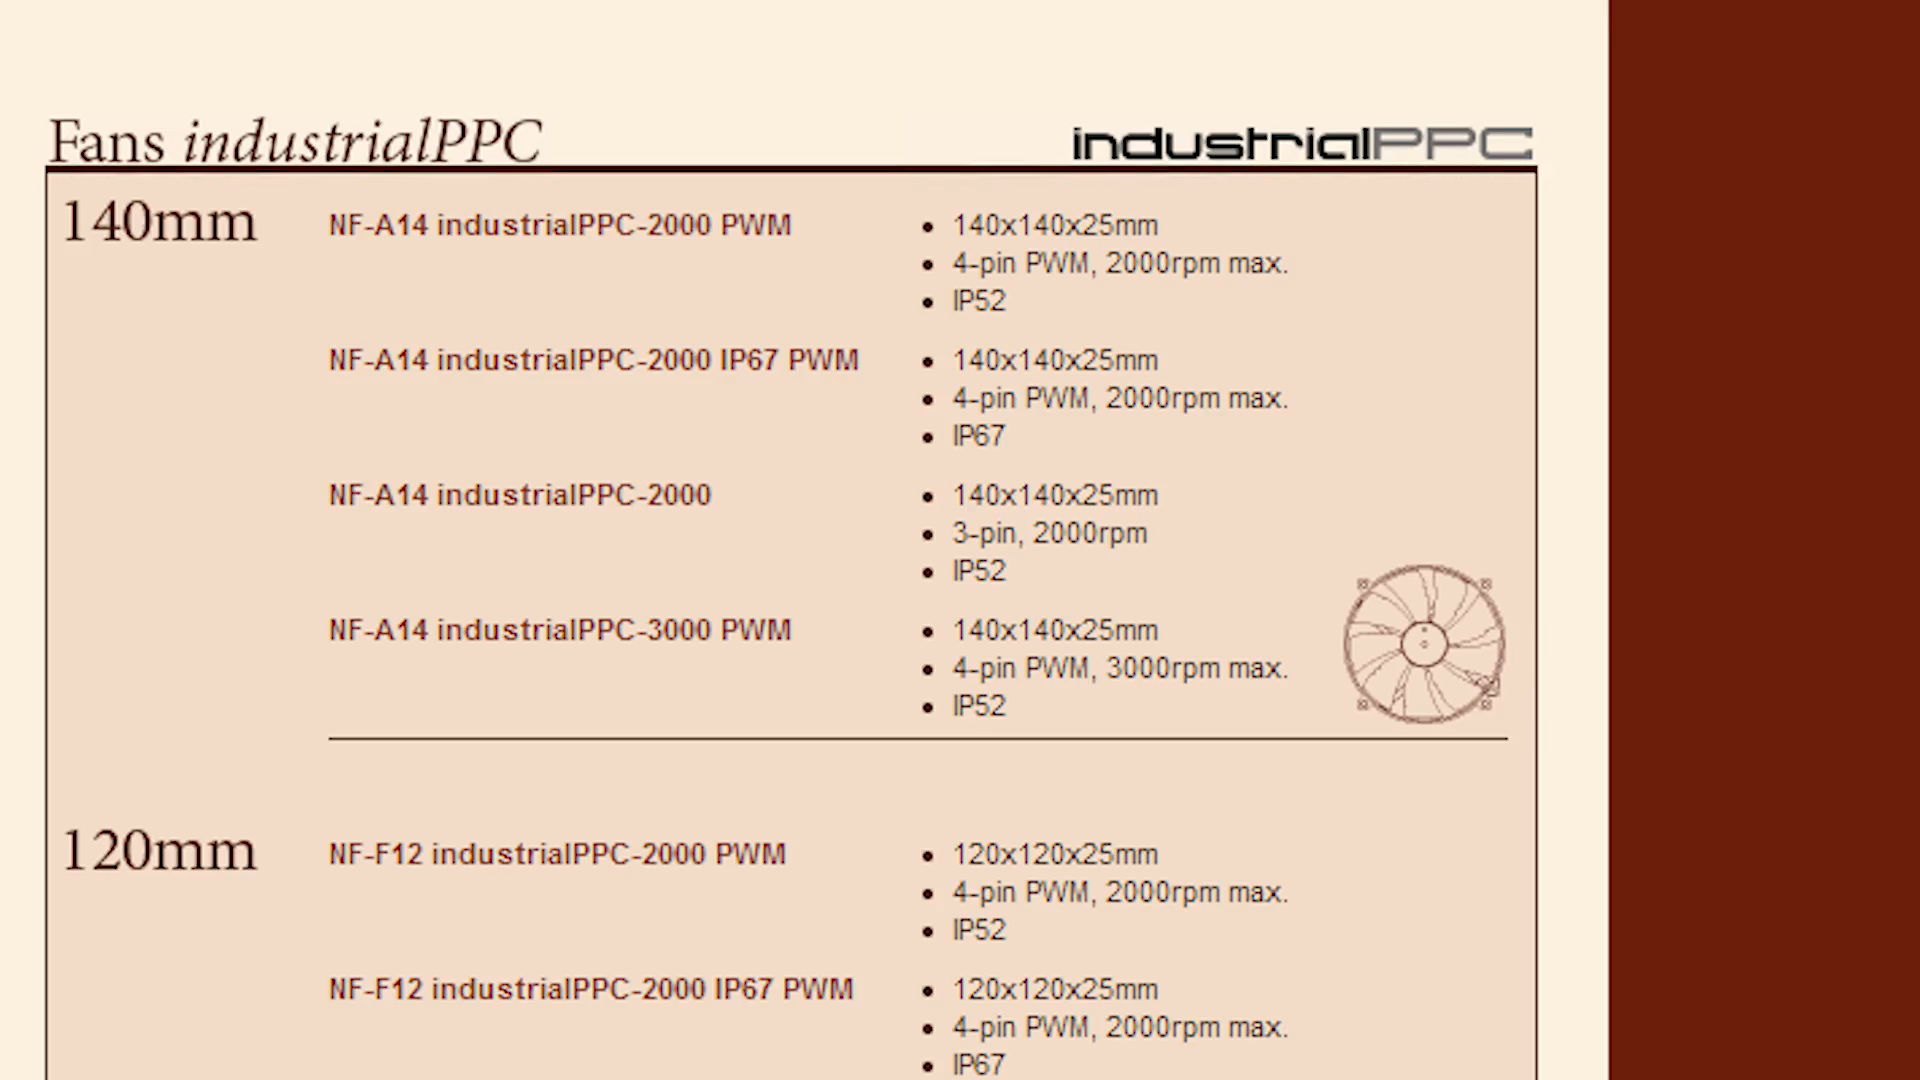 Fans industrialPPC
industrialPPC
140mm
NF-A14 industrialPPC-2000 PWM
• 140x140x25mm
• 4-pin PWM, 2000rpm max.
• IP52
NF-A14 industrialPPC-2000 IP67 PWM
• 140x140x25mm
• 4-pin PWM, 2000rpm max.
• IP67
NF-A14 industrialPPC-2000
• 140x140x25mm
• 3-pin, 2000rpm
• IP52
NF-A14 industrialPPC-3000 PWM
• 140x140x25mm
• 4-pin PWM, 3000rpm max.
• IP52
120mm
NF-F12 industrialPPC-2000 PWM
• 120x120x25mm
• 4-pin PWM, 2000rpm max.
• IP52
NF-F12 industrialPPC-2000 IP67 PWM
• 120x120x25mm
• 4-pin PWM, 2000rpm max.
• IP67